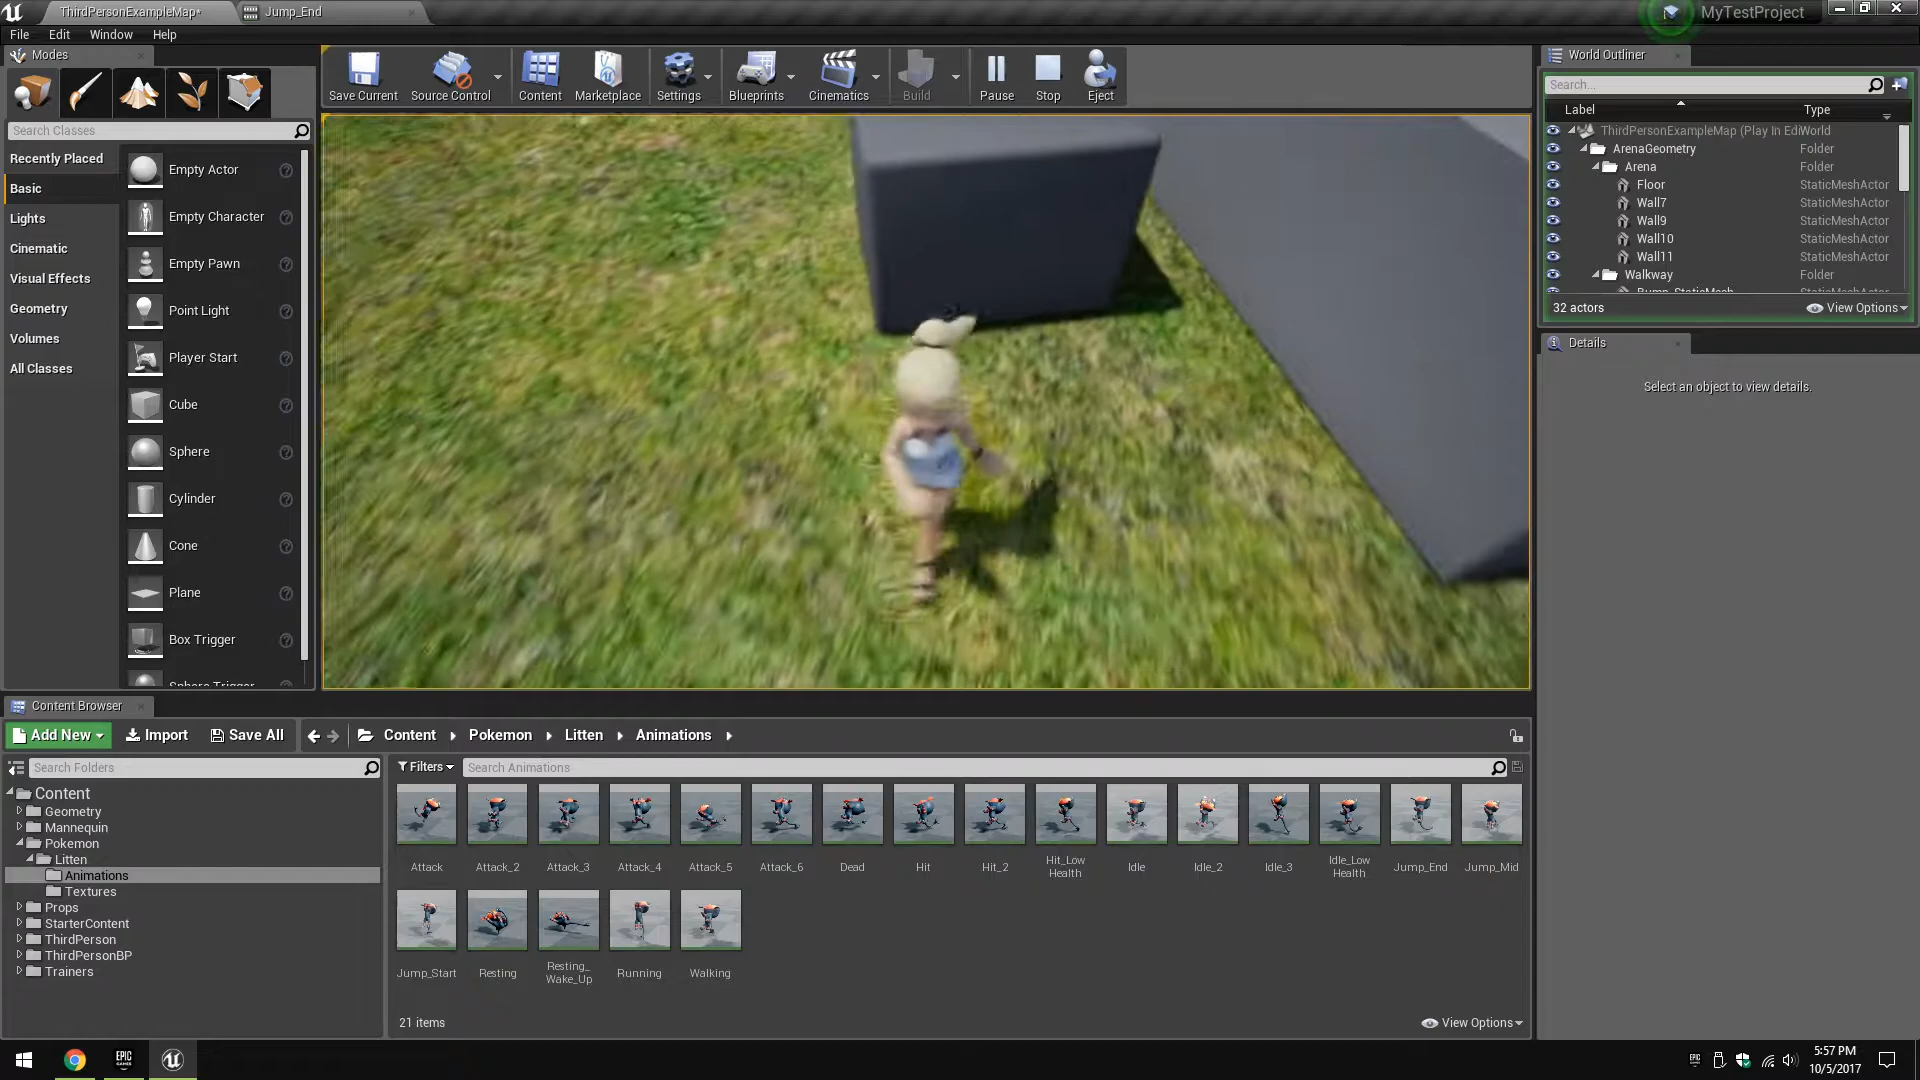 ThirdPersonExampleMap*
Jump_End
MyTestProject
File Edit Window Help
Modes
Save Current
Source Control
Content
Marketplace
Settings
Blueprints
Cinematics
Build
Pause
Stop
Eject
World Outliner
Search...
Label Type
Search Classes
Recently Placed
Basic
Lights
Cinematic
Visual Effects
Geometry
Volumes
All Classes
Empty Actor
Empty Character
Empty Pawn
Point Light
Player Start
Cube
Sphere
Cylinder
Cone
Plane
Box Trigger
Sphere Trigger
ThirdPersonExampleMap (Play In Edi World
ArenaGeometry Folder
Arena Folder
Floor StaticMeshActor
Wall7 StaticMeshActor
Wall9 StaticMeshActor
Wall10 StaticMeshActor
Wall11 StaticMeshActor
Walkway Folder
Bump_StaticMesh StaticMeshActor
32 actors
View Options
Details
Select an object to view details.
Content Browser
Add New
Import
Save All
Content Pokemon Litten Animations
Search Folders
Filters
Search Animations
Content
Geometry
Mannequin
Pokemon
Litten
Animations
Textures
Props
StarterContent
ThirdPerson
ThirdPersonBP
Trainers
Attack
Attack_2
Attack_3
Attack_4
Attack_5
Attack_6
Dead
Hit
Hit_2
Hit_Low
Health
Idle
Idle_2
Idle_3
Idle_Low
Health
Jump_End
Jump_Mid
Jump_Start
Resting
Resting_
Wake_Up
Running
Walking
21 items
View Options
EPIC
GAMES
EPIC
5:57 PM
10/5/2017